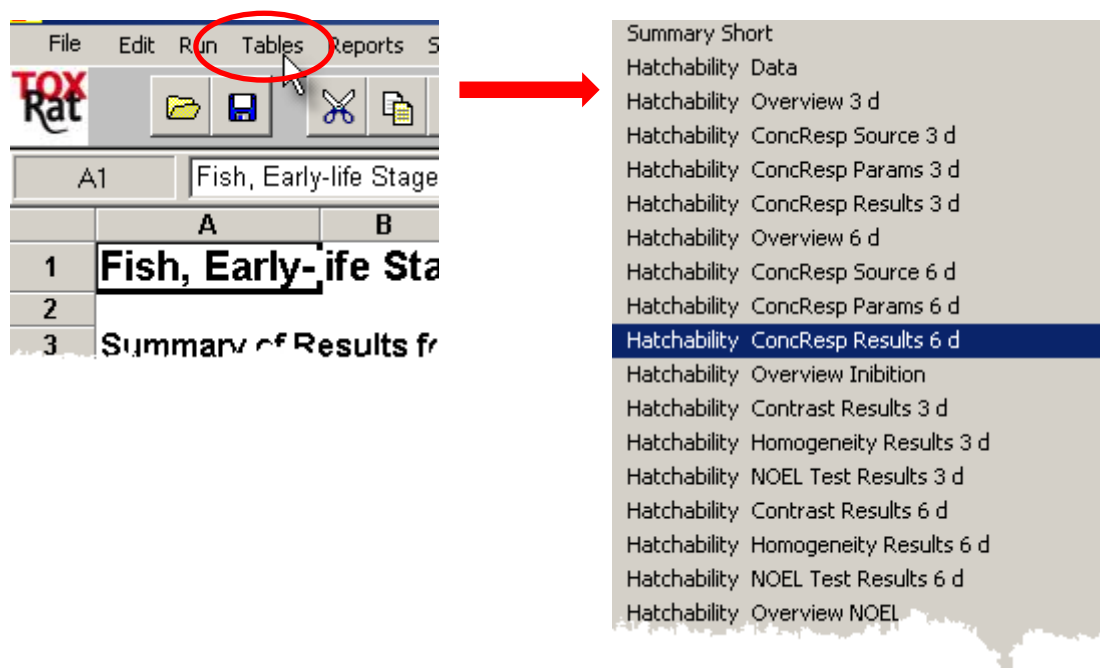 File Edit Run Tables Reports S
TOX
Rat
A1 Fish, Early-life Stage
A B
1 Fish, Early-life Sta
2
3 Summary of Results fr
Summary Short
Hatchability Data
Hatchability Overview 3 d
Hatchability ConcResp Source 3 d
Hatchability ConcResp Params 3 d
Hatchability ConcResp Results 3 d
Hatchability Overview 6 d
Hatchability ConcResp Source 6 d
Hatchability ConcResp Params 6 d
Hatchability ConcResp Results 6 d
Hatchability Overview Inibition
Hatchability Contrast Results 3 d
Hatchability Homogeneity Results 3 d
Hatchability NOEL Test Results 3 d
Hatchability Contrast Results 6 d
Hatchability Homogeneity Results 6 d
Hatchability NOEL Test Results 6 d
Hatchability Overview NOEL